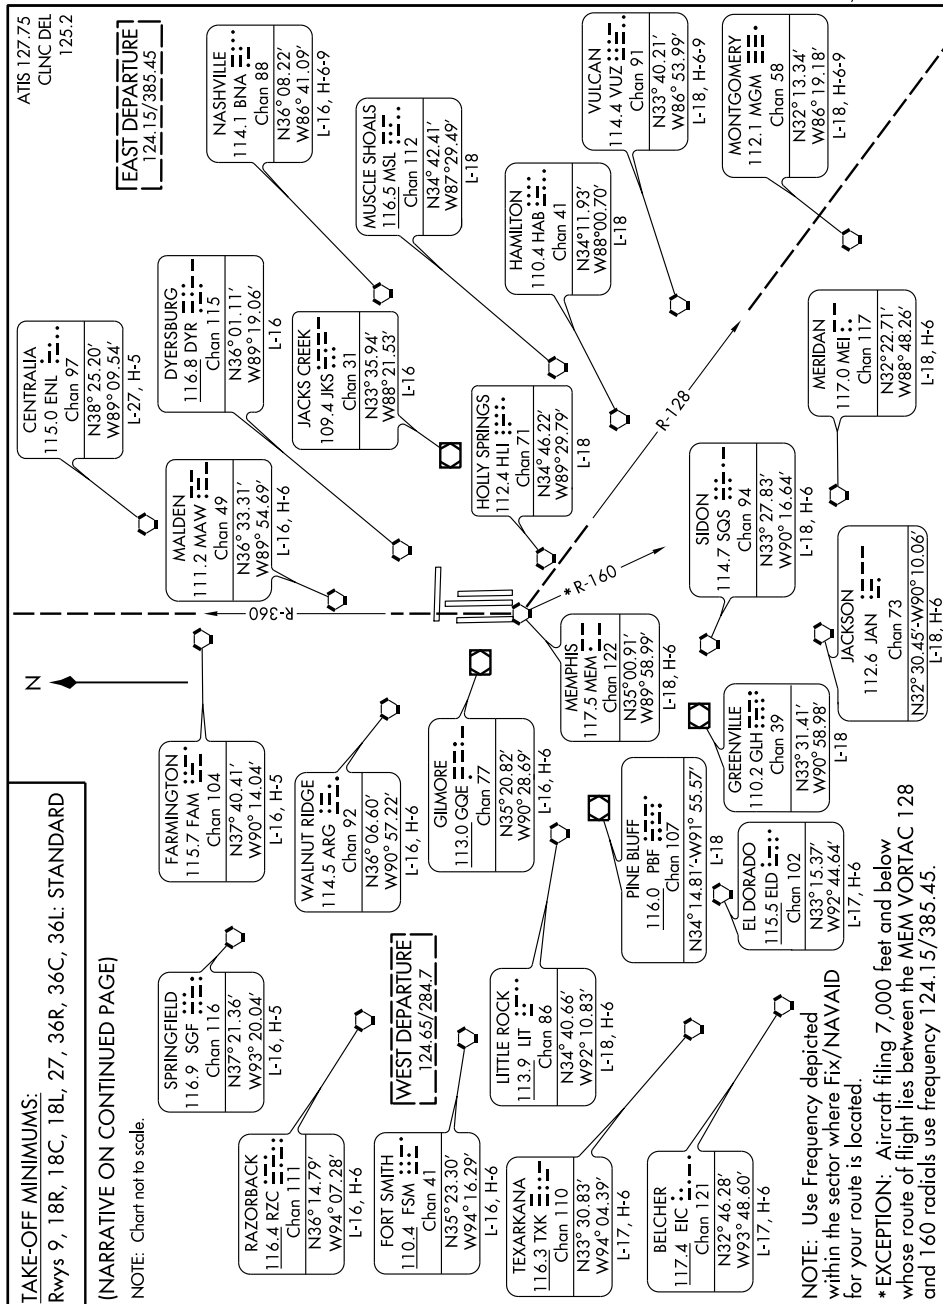 TAKE-OFF MINIMUMS:
Rwys 9, 18R, 18C, 18L, 27, 36R, 36C, 36L: STANDARD
(NARRATIVE ON CONTINUED PAGE)
NOTE: Chart not to scale.
N
ATIS 127.75
CLNC DEL
125.2
EAST DEPARTURE
124.15/385.45
WEST DEPARTURE
124.65/284.7
SPRINGFIELD
116.9 SGF
Chan 116
N37° 21.36′
W93° 20.04′
L-16, H-5
FARMINGTON
115.7 FAM
Chan 104
N37° 40.41′
W90° 14.04′
L-16, H-5
CENTRALIA
115.0 ENL
Chan 97
N38° 25.20′
W89° 09.54′
L-27, H-5
MALDEN
111.2 MAW
Chan 49
N36° 33.31′
W89° 54.69′
L-16, H-6
DYERSBURG
116.8 DYR
Chan 115
N36° 01.11′
W89° 19.06′
L-16
NASHVILLE
114.1 BNA
Chan 88
N36° 08.22′
W86° 41.09′
L-16, H-6-9
RAZORBACK
116.4 RZC
Chan 111
N36° 14.79′
W94° 07.28′
L-16, H-6
WALNUT RIDGE
114.5 ARG
Chan 92
N36° 06.60′
W90° 57.22′
L-16, H-6
R-360
JACKS CREEK
109.4 JKS
Chan 31
N33° 35.94′
W88° 21.53′
L-16
MUSCLE SHOALS
116.5 MSL
Chan 112
N34° 42.41′
W87° 29.49′
L-18
FORT SMITH
110.4 FSM
Chan 41
N35° 23.30′
W94° 16.29′
L-16, H-6
GILMORE
113.0 GQE
Chan 77
N35° 20.82′
W90° 28.69′
L-16, H-6
HOLLY SPRINGS
112.4 HLI
Chan 71
N34° 46.22′
W89° 29.79′
L-18
HAMILTON
110.4 HAB
Chan 41
N34°11.93′
W88°00.70′
L-18
LITTLE ROCK
113.9 LIT
Chan 86
N34° 40.66′
W92° 10.83′
L-18, H-6
MEMPHIS
117.5 MEM
Chan 122
N35° 00.91′
W89° 58.99′
L-18, H-6
*R-160
R-128
VULCAN
114.4 VUZ
Chan 91
N33° 40.21′
W86° 53.99′
L-18, H-6-9
TEXARKANA
116.3 TXK
Chan 110
N33° 30.83′
W94° 04.39′
L-17, H-6
PINE BLUFF
116.0 PBF
Chan 107
N34° 14.81′-W91° 55.57′
L-18
SIDON
114.7 SQS
Chan 94
N33° 27.83′
W90° 16.64′
L-18, H-6
MONTGOMERY
112.1 MGM
Chan 58
N32° 13.34′
W86° 19.18′
L-18, H-6-9
BELCHER
117.4 EIC
Chan 121
N32° 46.28′
W93° 48.60′
L-17, H-6
EL DORADO
115.5 ELD
Chan 102
N33° 15.37′
W92° 44.64′
L-17, H-6
GREENVILLE
110.2 GLH
Chan 39
N33° 31.41′
W90° 58.98′
L-18
JACKSON
112.6 JAN
Chan 73
N32° 30.45′-W90° 10.06′
L-18, H-6
MERIDAN
117.0 MEI
Chan 117
N32° 22.71′
W88° 48.26′
L-18, H-6
NOTE: Use Frequency depicted
within the sector where Fix/NAVAID
for your route is located.
*EXCEPTION: Aircraft filing 7,000 feet and below
whose route of flight lies between the MEM VORTAC 128
and 160 radials use frequency 124.15/385.45.